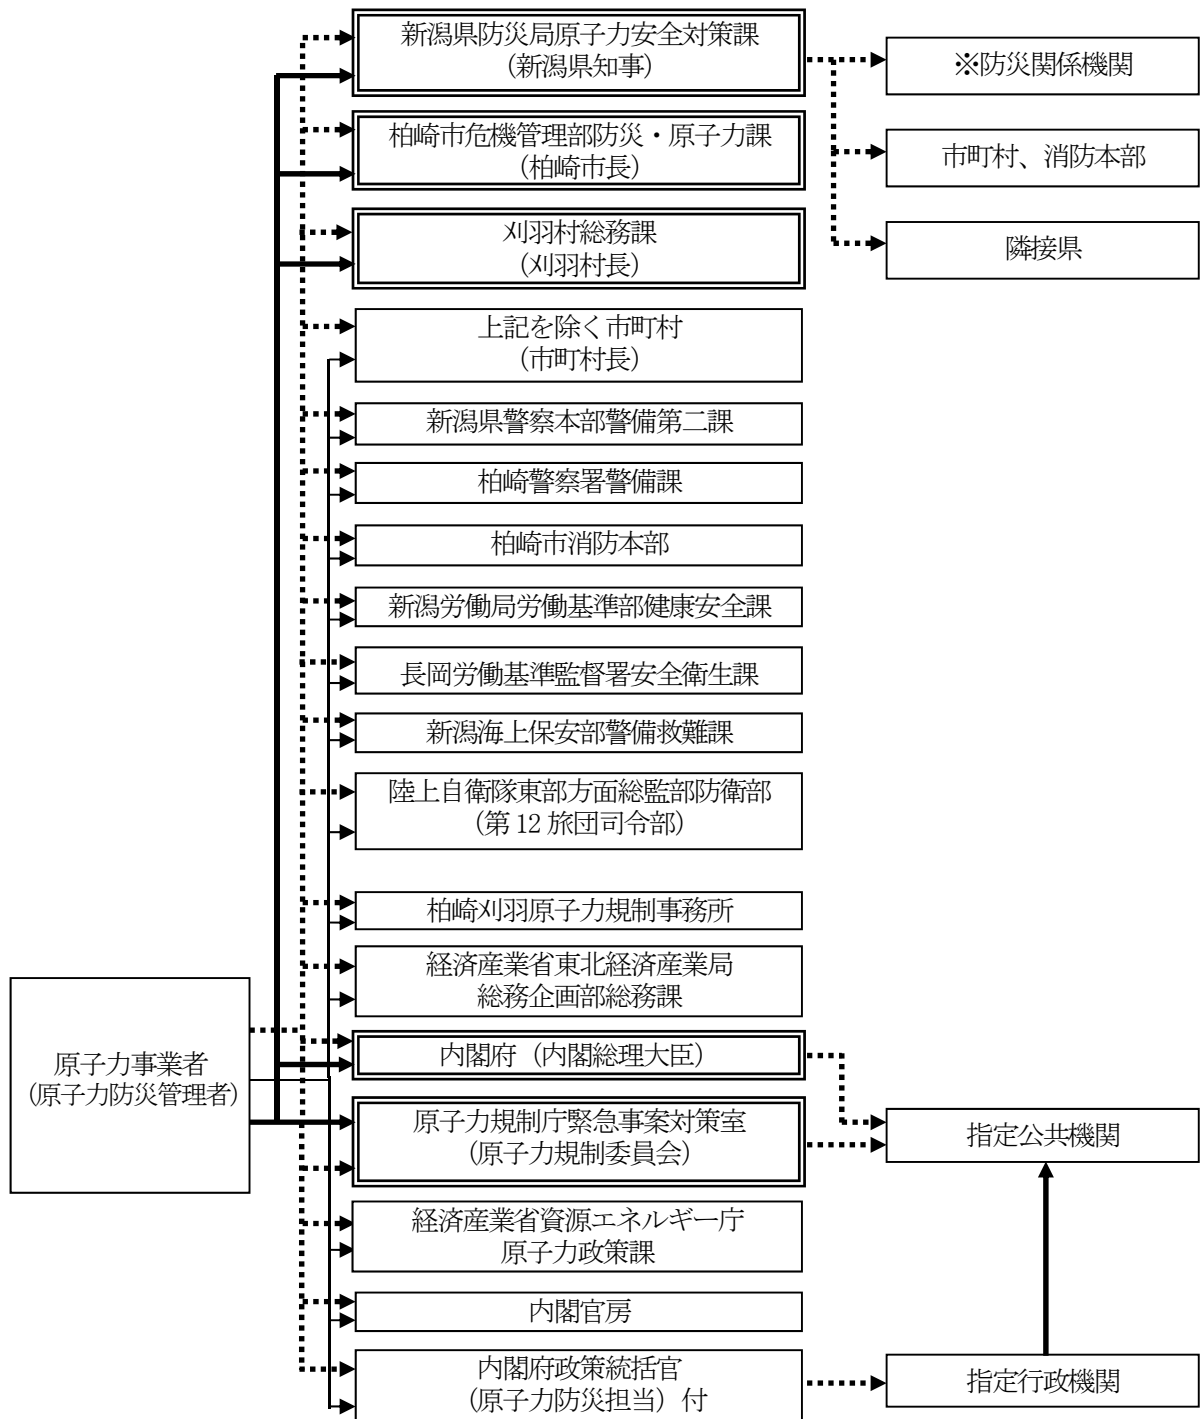 新潟県防災局原子力安全対策課
（新潟県知事）
※防災関係機関
柏崎市危機管理部防災・原子力課
（柏崎市長）
市町村、消防本部
刈羽村総務課
（刈羽村長）
隣接県
上記を除く市町村
（市町村長）
新潟県警察本部警備第二課
柏崎警察署警備課
柏崎市消防本部
新潟労働局労働基準部健康安全課
長岡労働基準監督署安全衛生課
新潟海上保安部警備救難課
陸上自衛隊東部方面総監部防衛部
（第 12 旅団司令部）
柏崎刈羽原子力規制事務所
経済産業省東北経済産業局
総務企画部総務課
原子力事業者
（原子力防災管理者）
内閣府（内閣総理大臣）
原子力規制庁緊急事案対策室
（原子力規制委員会）
指定公共機関
経済産業省資源エネルギー庁
原子力政策課
内閣官房
内閣府政策統括官
（原子力防災担当）付
指定行政機関